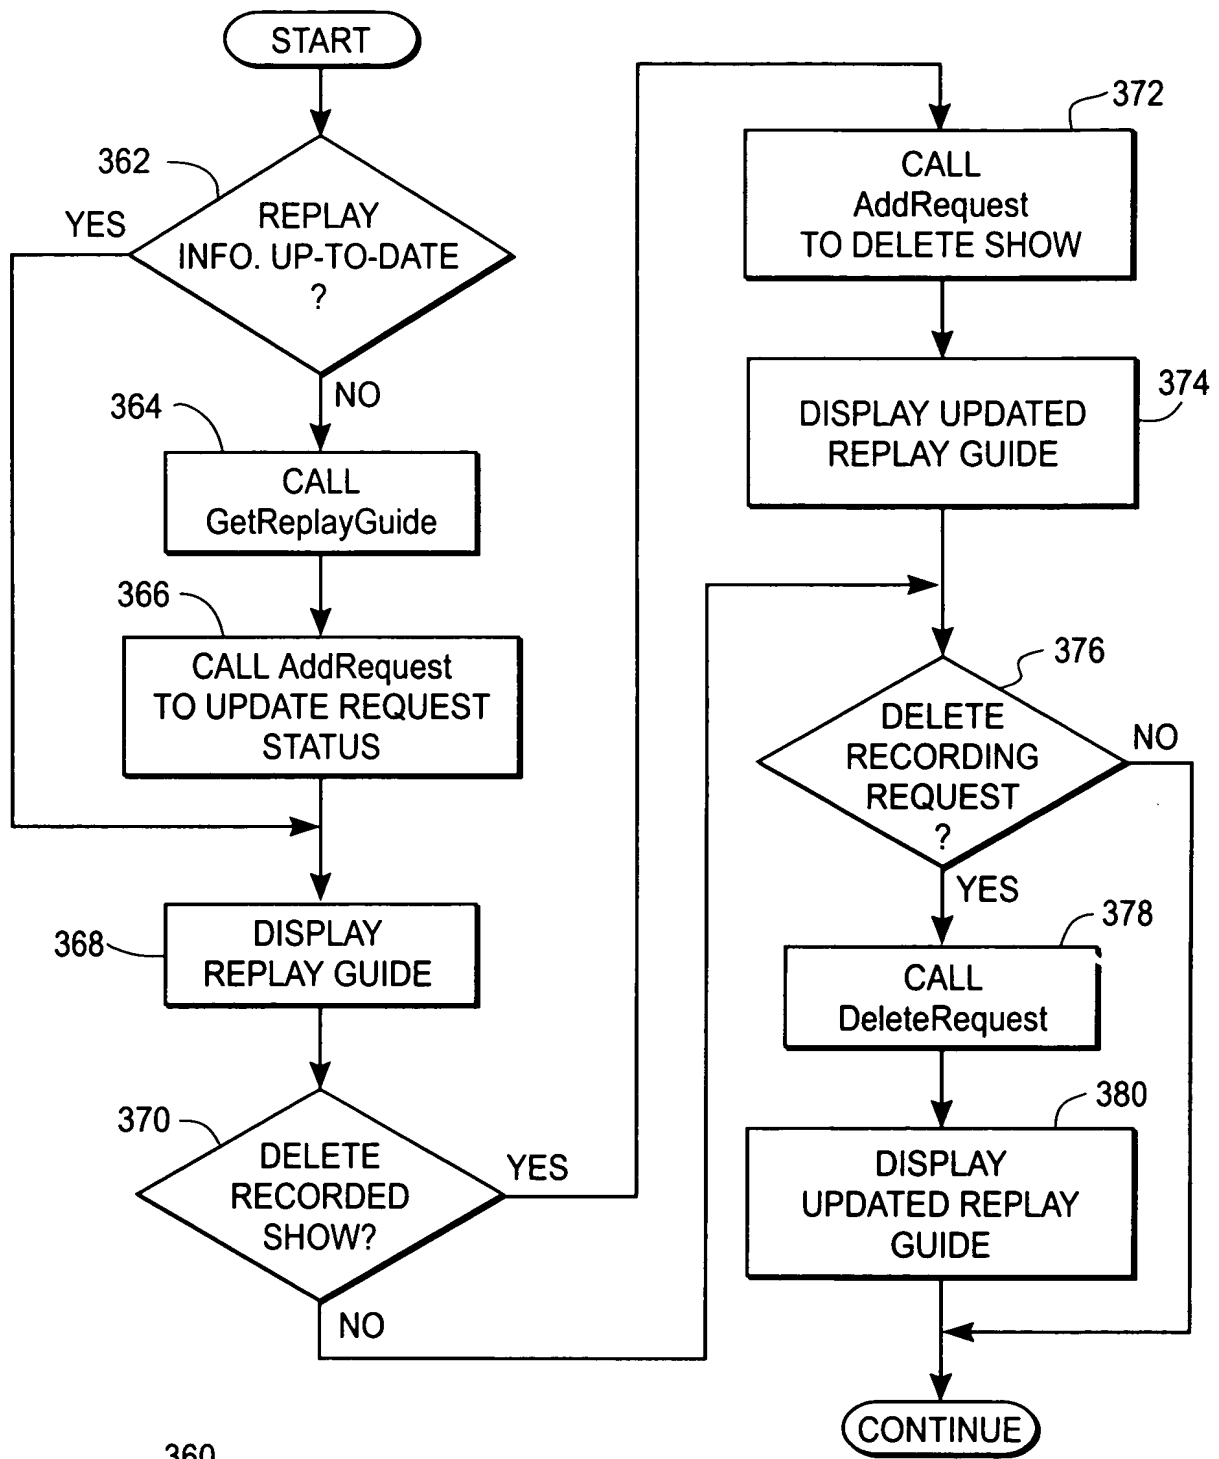 START
362
YES
REPLAY
INFO. UP-TO-DATE
?
NO
364
CALL
GetReplayGuide
366
CALL AddRequest
TO UPDATE REQUEST
STATUS
368
DISPLAY
REPLAY GUIDE
370
DELETE
RECORDED
SHOW?
YES
NO
372
CALL
AddRequest
TO DELETE SHOW
374
DISPLAY UPDATED
REPLAY GUIDE
376
DELETE
RECORDING
REQUEST
?
NO
YES
378
CALL
DeleteRequest
380
DISPLAY
UPDATED REPLAY
GUIDE
CONTINUE
360